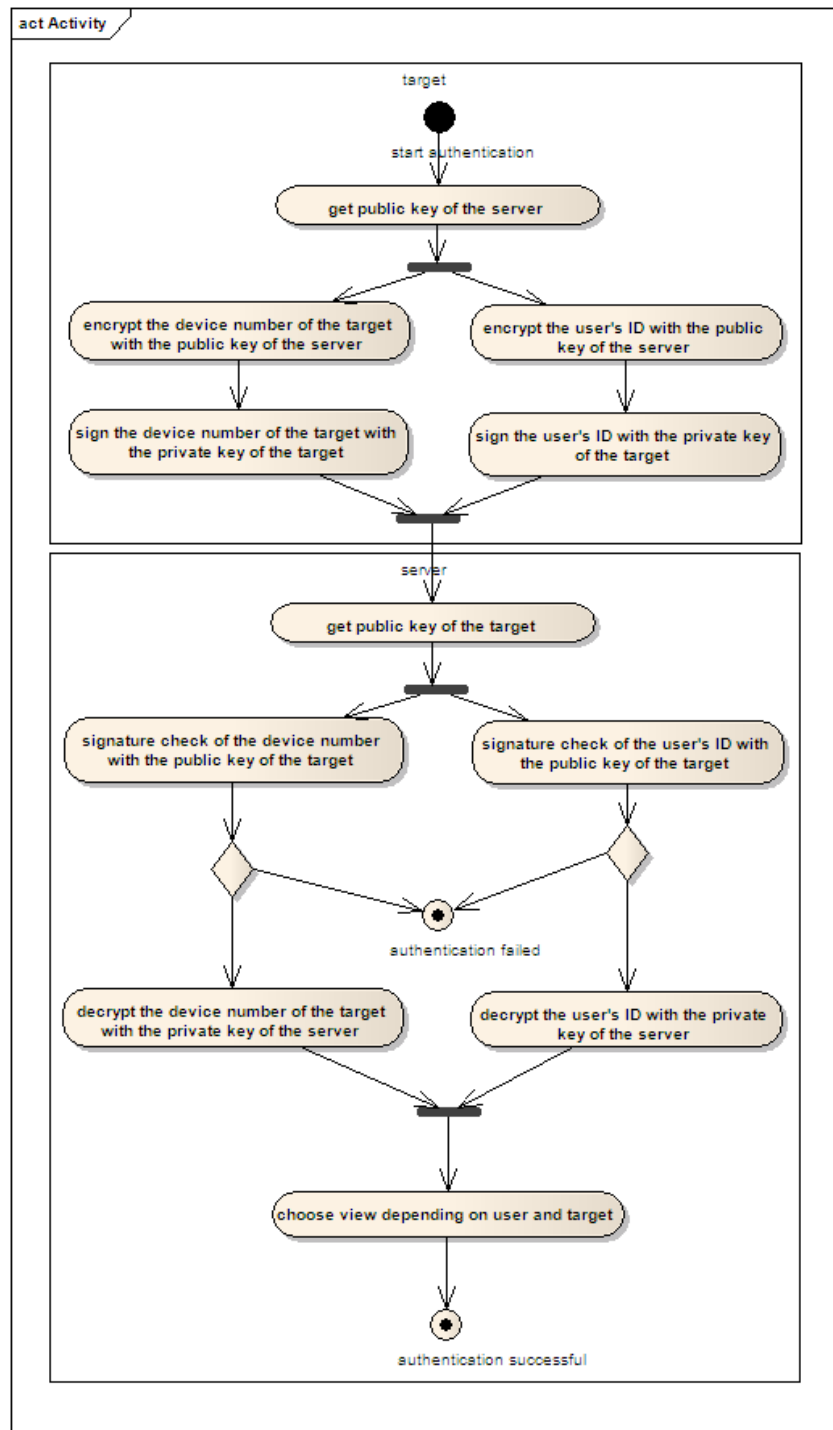 act Activity
target
start authentication
get public key of the server
encrypt the device number of the target
with the public key of the server
encrypt the user's ID with the public
key of the server
sign the device number of the target with
the private key of the target
sign the user's ID with the private key
of the target
server
get public key of the target
signature check of the device number
with the public key of the target
signature check of the user's ID with
the public key of the target
authentication failed
decrypt the device number of the target
with the private key of the server
decrypt the user's ID with the private
key of the server
choose view depending on user and target
authentication successful